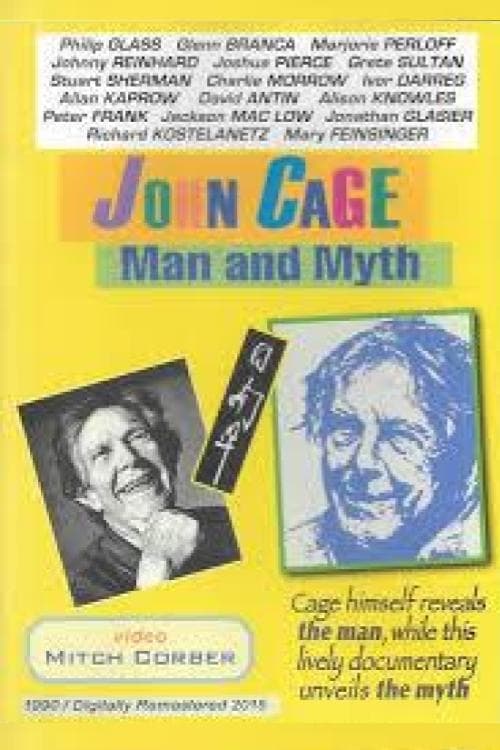 Philip GLASS Glenn BRANCA Marjorie PERLOFF
Johnny REINHARD Joshua PIERCE Grete SULTAN
Stuart SHERMAN Charlie MORROW Ivor DARREG
Allan KAPROW David ANTIN Alison KNOWLES
Peter FRANK Jackson MAC LOW Jonathan GLASIER
Richard KOSTELANETZ Mary FEINSINGER
JOHN CAGE
Man and Myth
Cage himself reveals
the man, while this
lively documentary
unveils the myth
video
MITCH CORBER
1990 / Digitally Remastered 2015